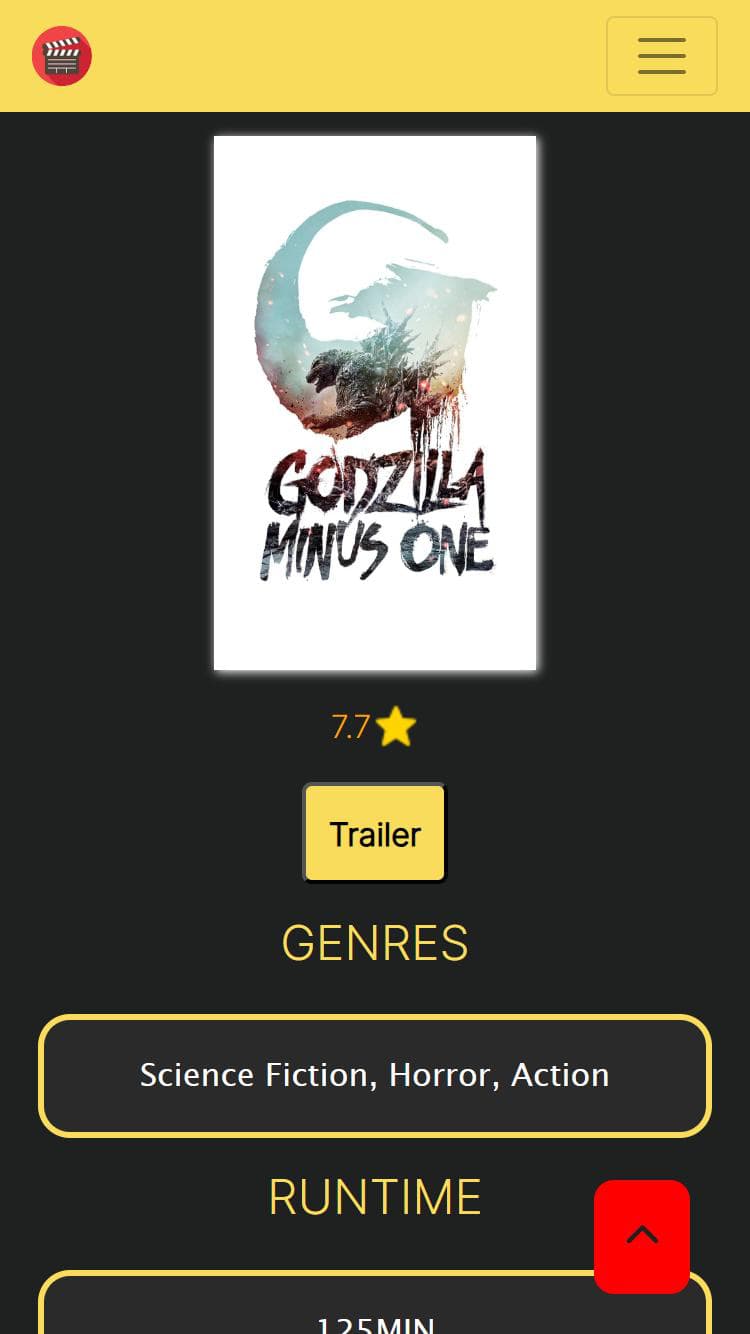 GODZILLA
MINUS ONE
7.7
Trailer
GENRES
Science Fiction, Horror, Action
RUNTIME
125MIN